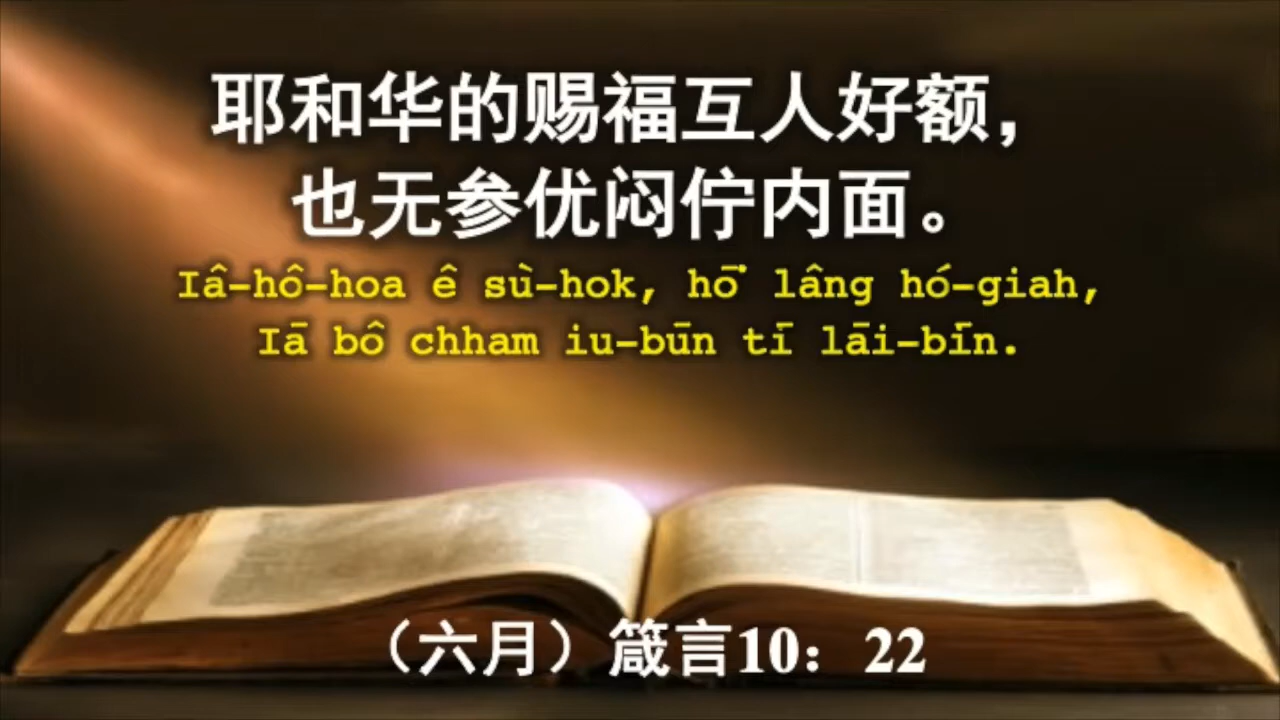 耶和华的赐福互人好额，
也无参优闷佇内面。
Iâ-hô-hoa ê sù-hok, hō͘ lâng hó-giah,
Iā bô chham iu-būn tī lāi-bīn.
（六月）箴言10：22